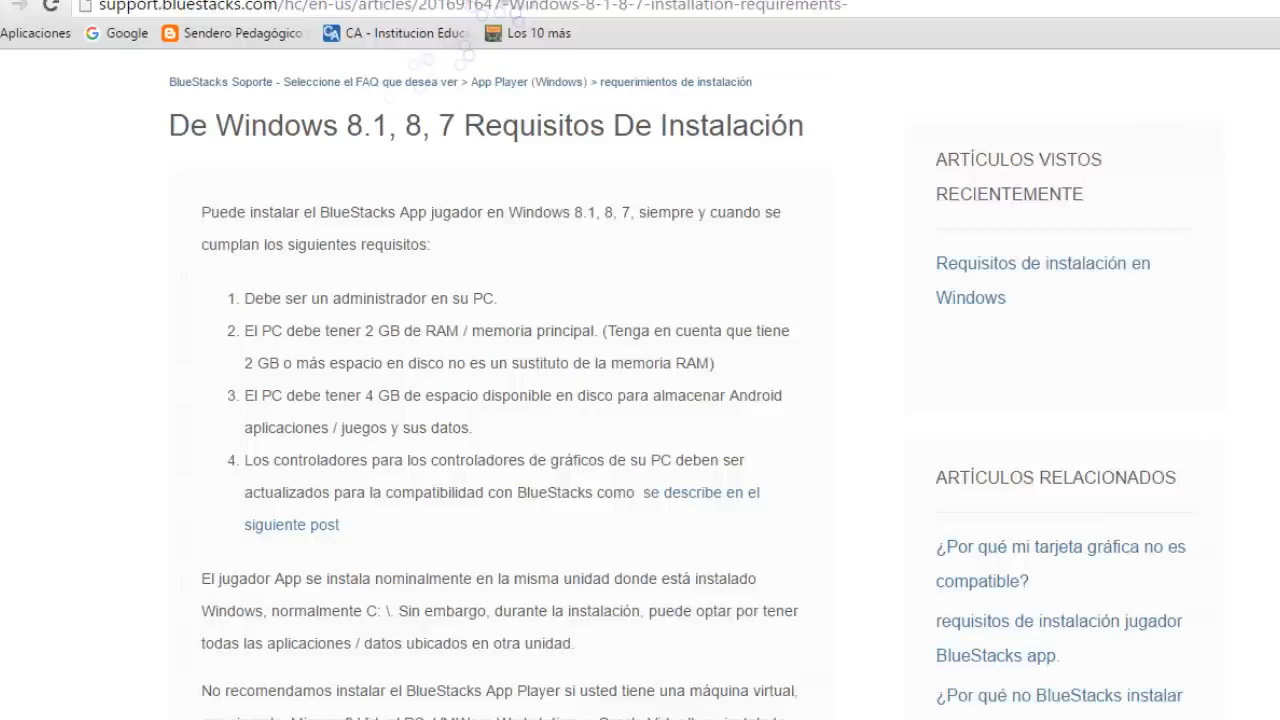 support.bluestacks.com/hc/en-us/articles/201691647-Windows-8-1-8-7-installation-requirements-
Aplicaciones Google Sendero Pedagógico CA - Institucion Educa Los 10 más
BlueStacks Soporte - Seleccione el FAQ que desea ver > App Player (Windows) > requerimientos de instalación
De Windows 8.1, 8, 7 Requisitos De Instalación
Puede instalar el BlueStacks App jugador en Windows 8.1, 8, 7, siempre y cuando se
cumplan los siguientes requisitos:
1. Debe ser un administrador en su PC.
2. El PC debe tener 2 GB de RAM / memoria principal. (Tenga en cuenta que tiene
2 GB o más espacio en disco no es un sustituto de la memoria RAM)
3. El PC debe tener 4 GB de espacio disponible en disco para almacenar Android
aplicaciones / juegos y sus datos.
4. Los controladores para los controladores de gráficos de su PC deben ser
actualizados para la compatibilidad con BlueStacks como se describe en el
siguiente post
El jugador App se instala nominalmente en la misma unidad donde está instalado
Windows, normalmente C: \. Sin embargo, durante la instalación, puede optar por tener
todas las aplicaciones / datos ubicados en otra unidad.
No recomendamos instalar el BlueStacks App Player si usted tiene una máquina virtual,
ARTÍCULOS VISTOS
RECIENTEMENTE
Requisitos de instalación en
Windows
ARTÍCULOS RELACIONADOS
¿Por qué mi tarjeta gráfica no es
compatible?
requisitos de instalación jugador
BlueStacks app.
¿Por qué no BlueStacks instalar